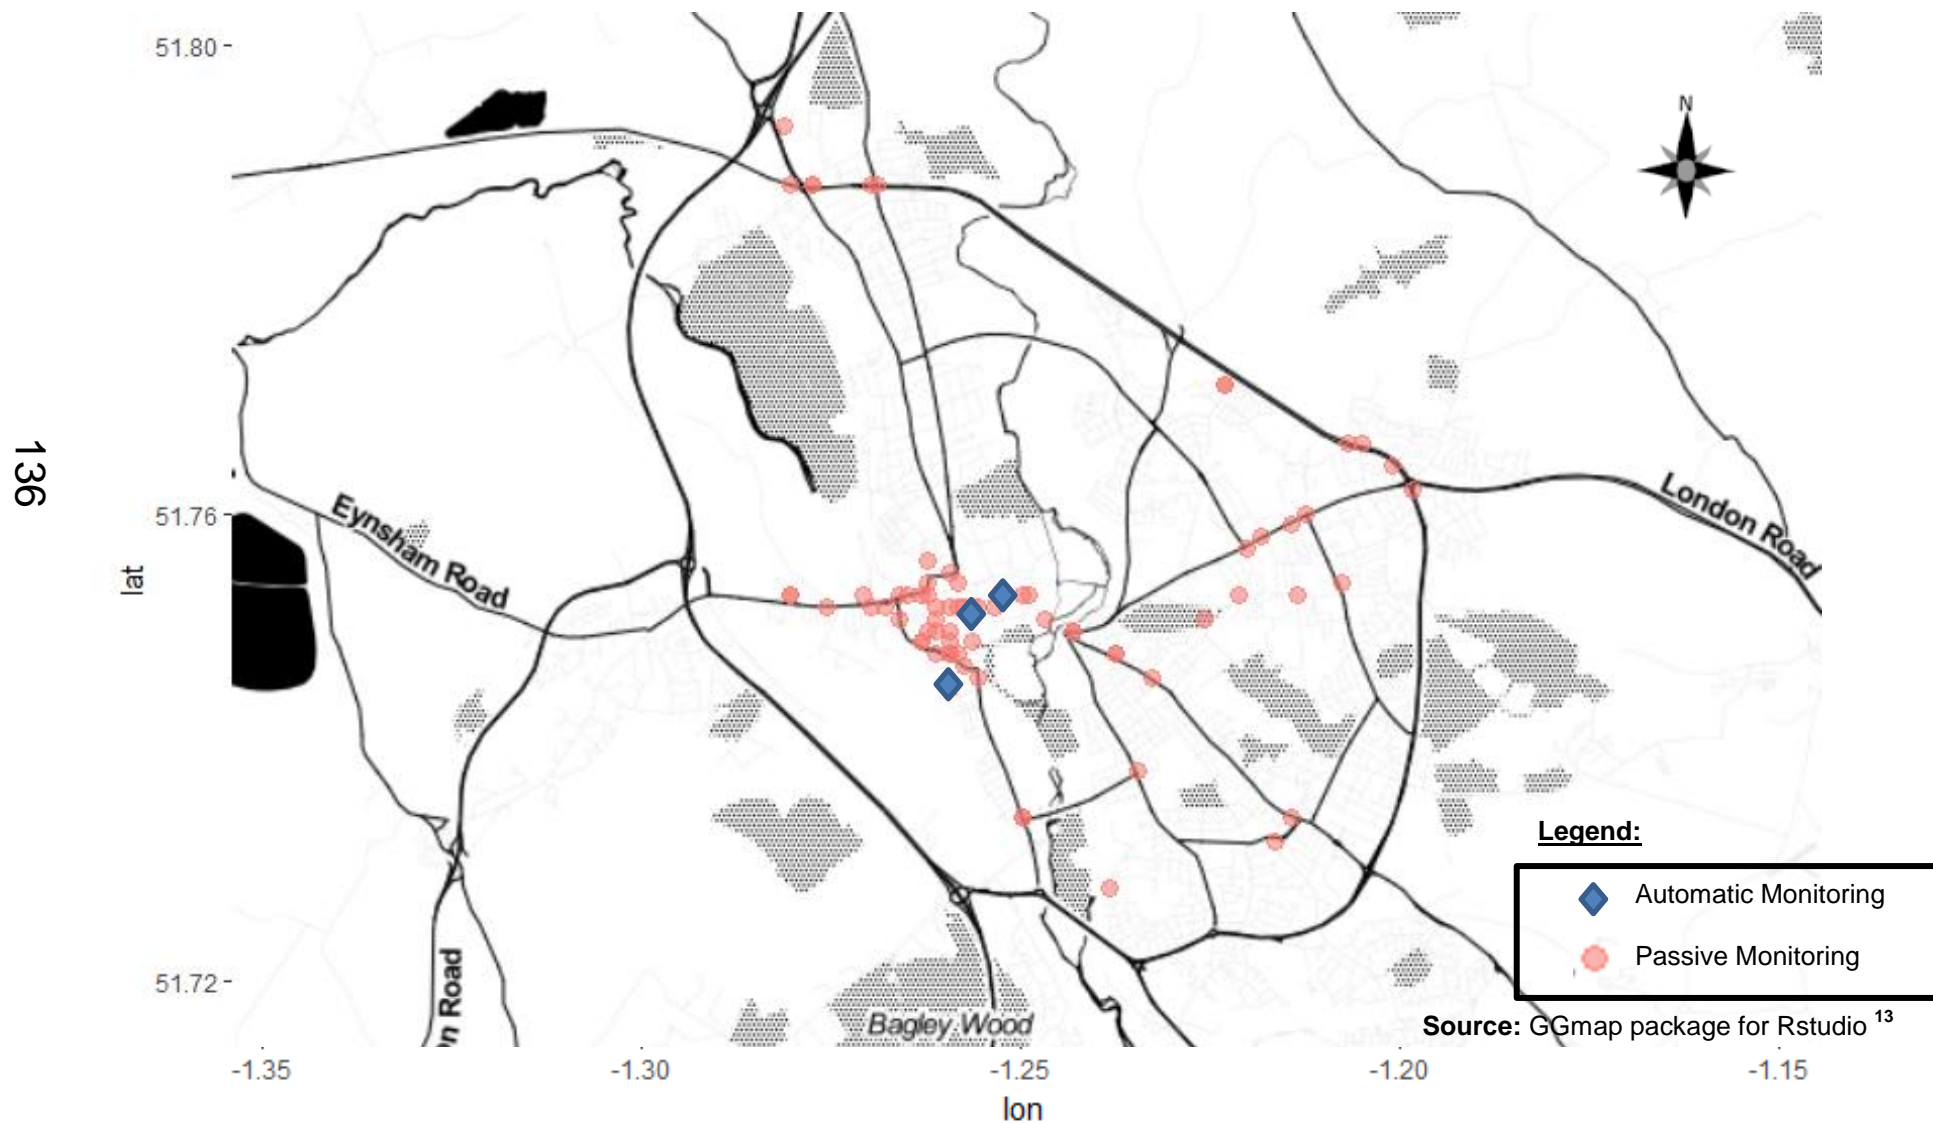 51.80
51.76
51.72
lat
136
N
Eynsham Road
London Road
n Road
Bagley Wood
Legend:
Automatic Monitoring
Passive Monitoring
Source: GGmap package for Rstudio 13
-1.35
-1.30
-1.25
-1.20
-1.15
lon